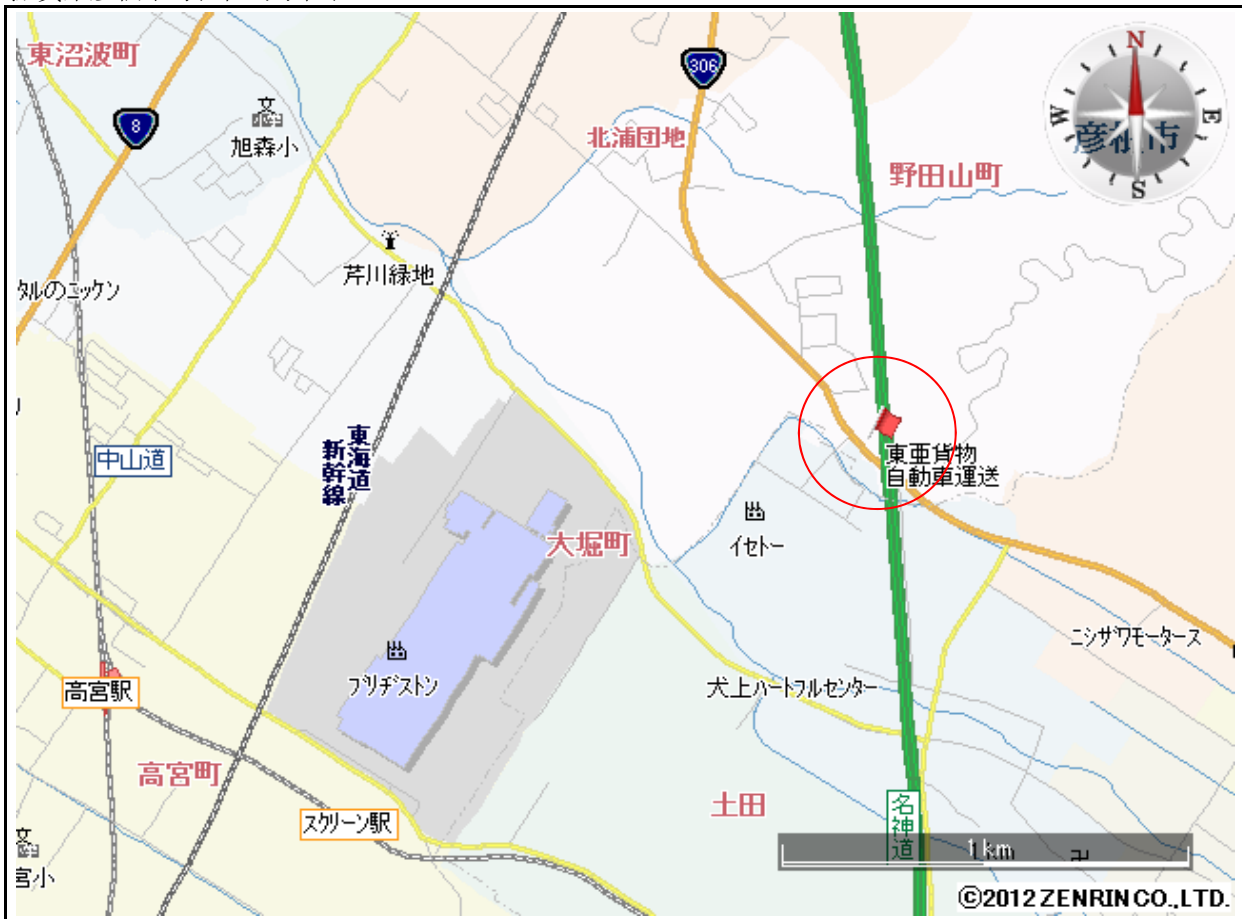 東沼波町
8
文
旭森小
306
北浦団地
N
W
E
S
彦根市
野田山町
芹川緑地
タルのニッケン
中山道
東海道
新幹線
東亜貨物
自動車運送
大堀町
イセトー
ブリヂストン
ニシザワモータース
犬上ハートフルセンター
高宮駅
高宮町
スクリーン駅
土田
名神道
1 km
文
宮小
©2012 ZENRIN CO., LTD.